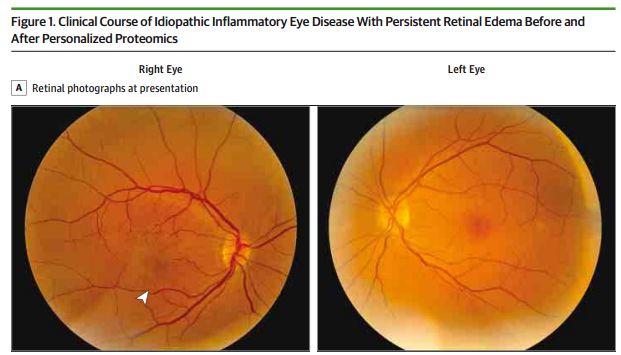 Figure 1. Clinical Course of Idiopathic Inflammatory Eye Disease With Persistent Retinal Edema Before and
After Personalized Proteomics
Right Eye
Left Eye
A Retinal photographs at presentation